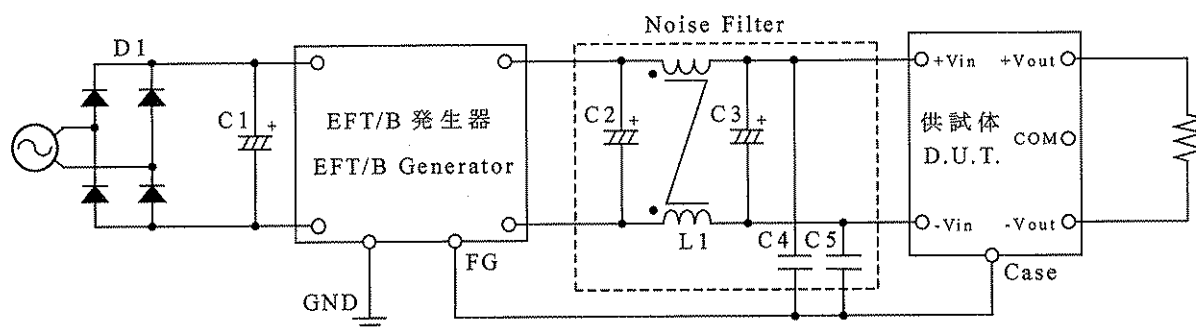 Noise Filter
D1
C1
+
EFT/B 発生器
EFT/B Generator
C2
+
C3
+
L1
C4
C5
+Vin
+Vout
供試体
D.U.T.
COM
-Vin
-Vout
FG
Case
GND